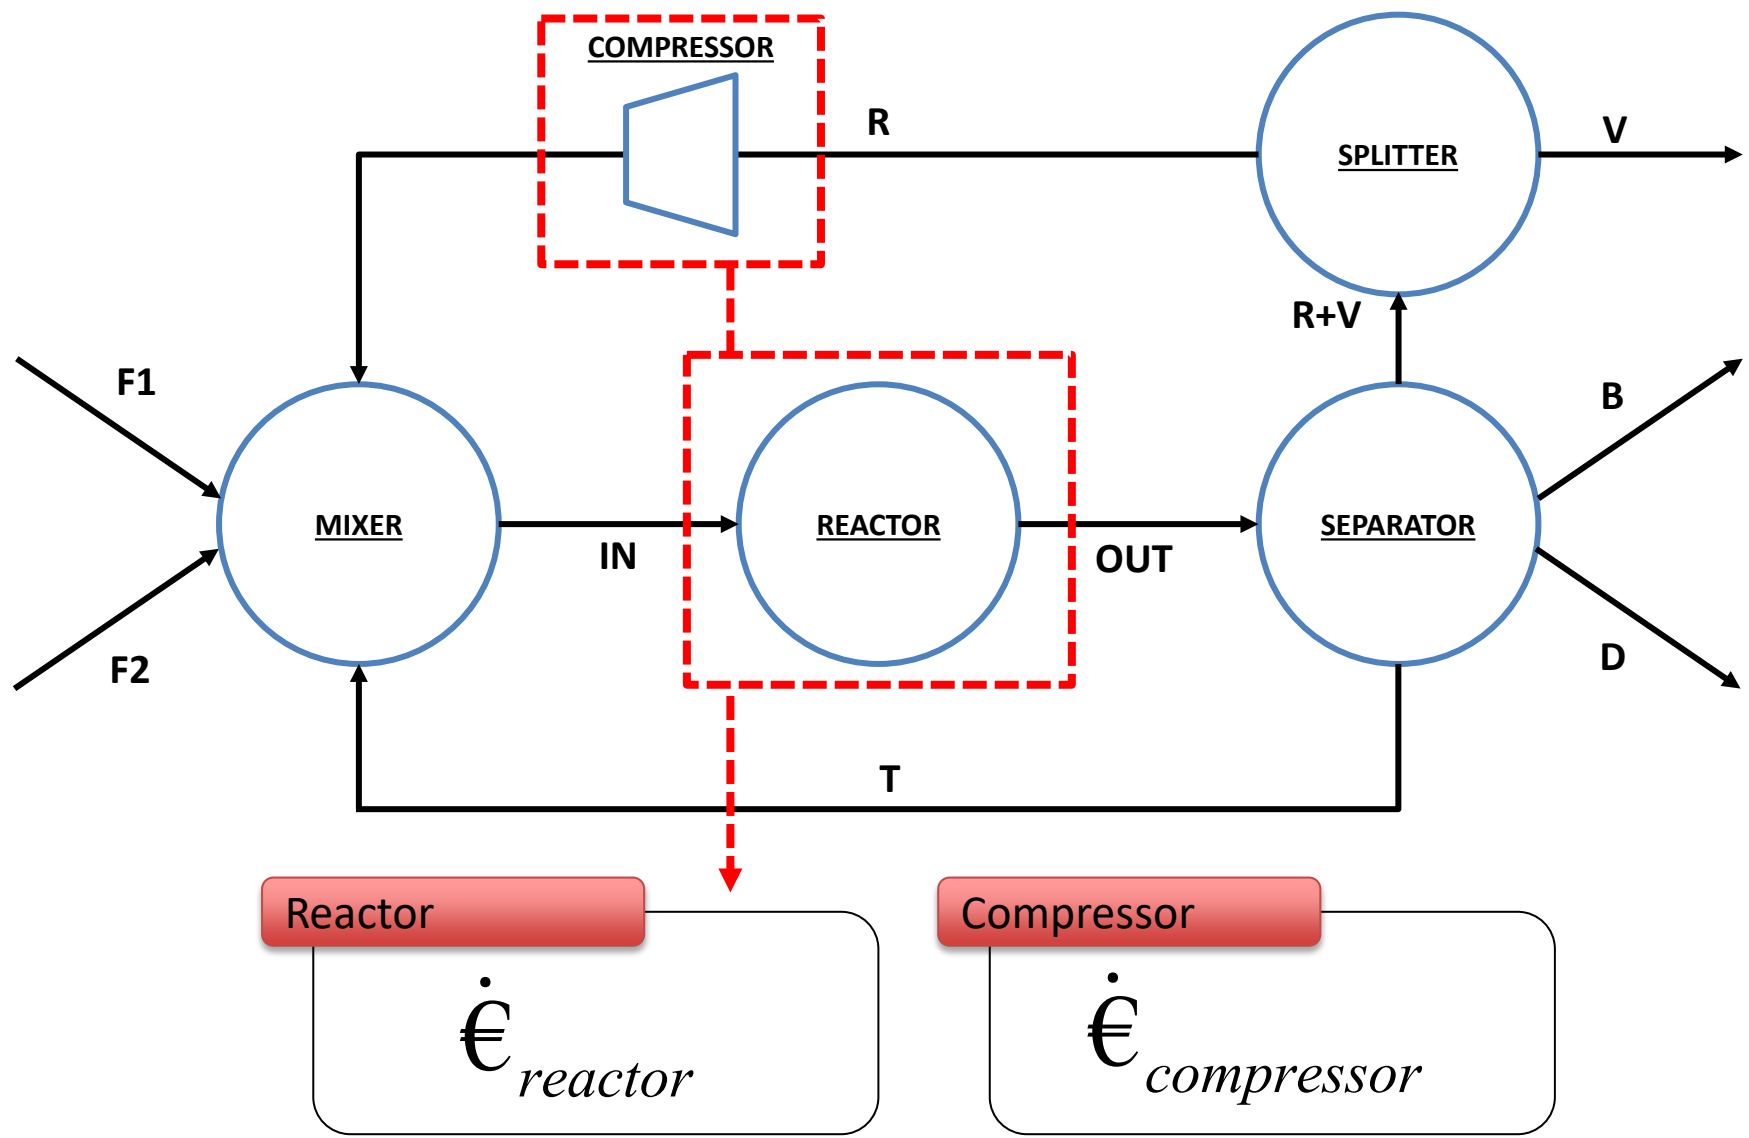 COMPRESSOR
R
SPLITTER
V
R+V
F1
B
MIXER
IN
REACTOR
OUT
SEPARATOR
F2
D
T
Reactor
Compressor
€̇ reactor
€̇ compressor